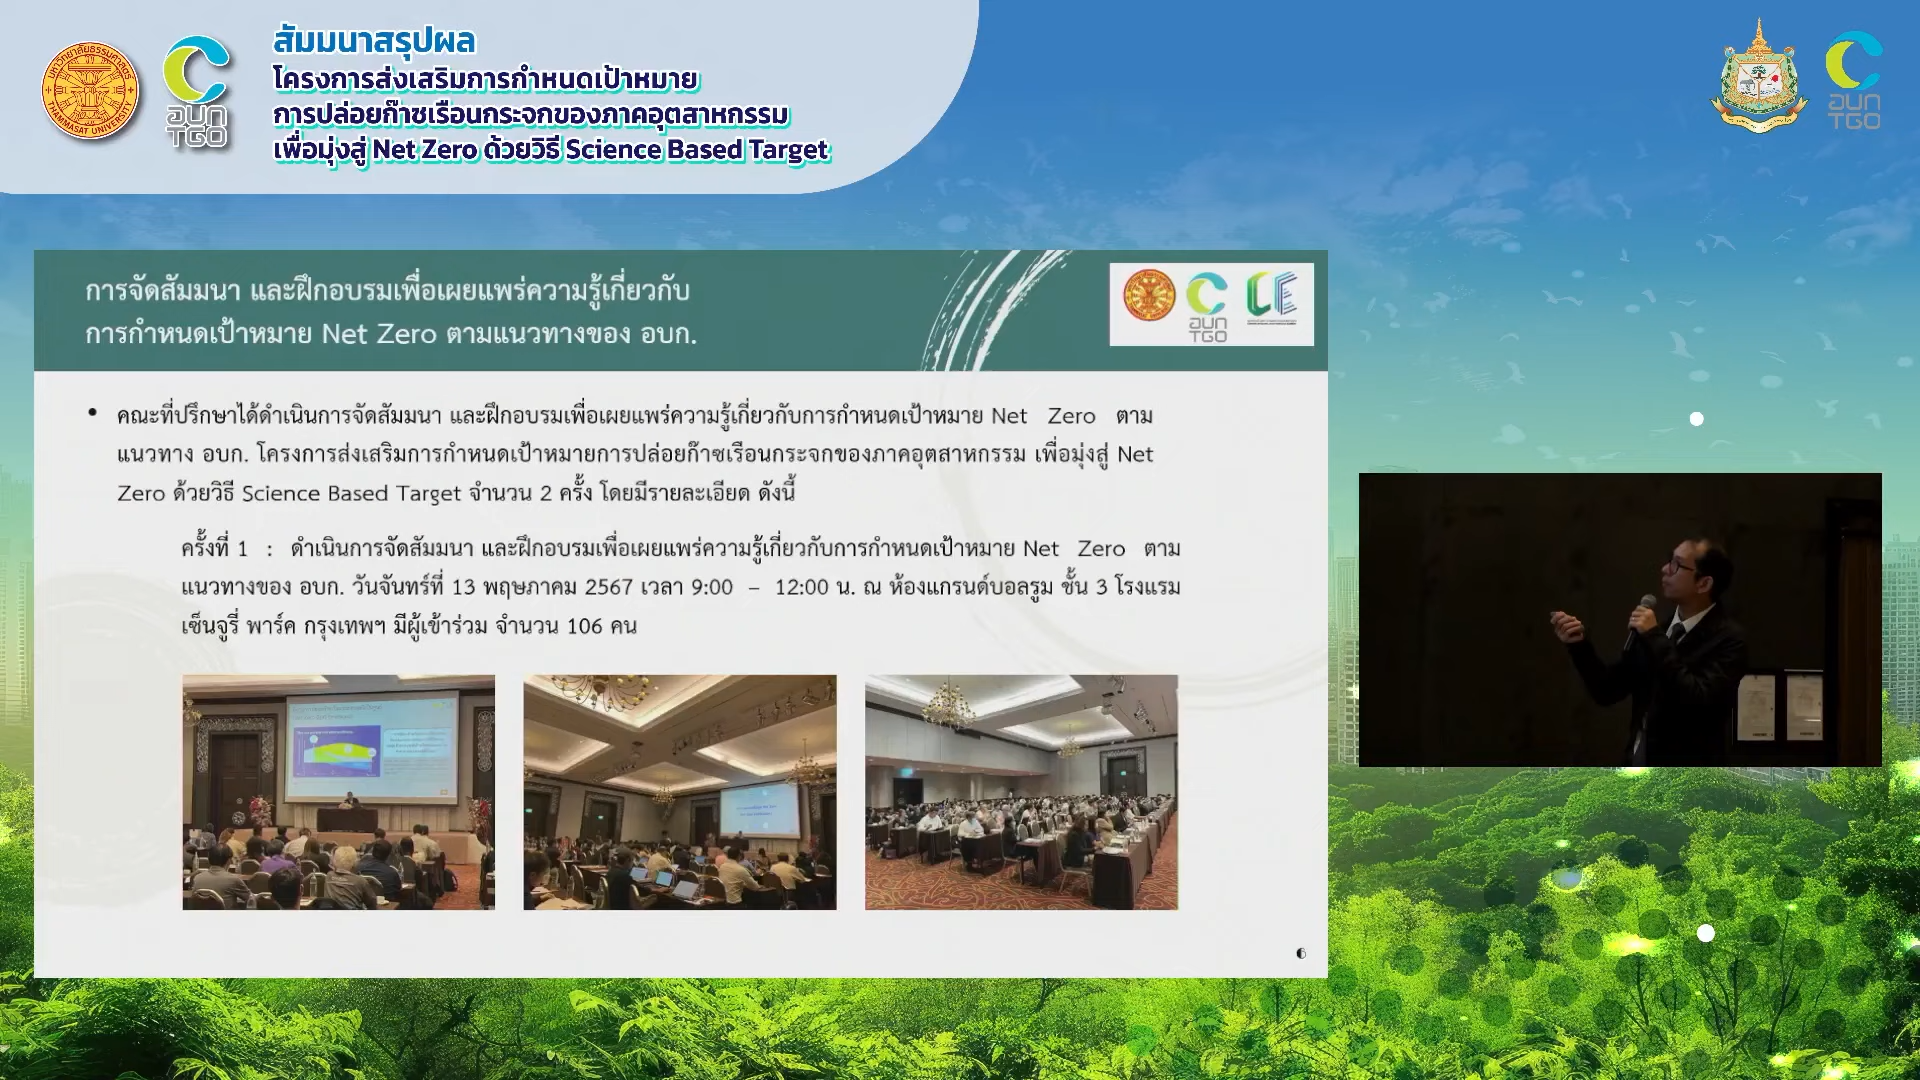 สัมมนาสรุปผล
โครงการส่งเสริมการกำหนดเป้าหมาย
การปล่อยก๊าซเรือนกระจกของภาคอุตสาหกรรม
เพื่อมุ่งสู่ Net Zero ด้วยวิธี Science Based Target
มหาวิทยาลัยธรรมศาสตร์
THAMMASAT UNIVERSITY
อบก
TGO
อบก
TGO
การจัดสัมมนา และฝึกอบรมเพื่อเผยแพร่ความรู้เกี่ยวกับ
การกำหนดเป้าหมาย Net Zero ตามแนวทางของ อบก.
อบก
TGO
• คณะที่ปรึกษาได้ดำเนินการจัดสัมมนา และฝึกอบรมเพื่อเผยแพร่ความรู้เกี่ยวกับการกำหนดเป้าหมาย Net Zero ตาม
แนวทาง อบก. โครงการส่งเสริมการกำหนดเป้าหมายการปล่อยก๊าซเรือนกระจกของภาคอุตสาหกรรม เพื่อมุ่งสู่ Net
Zero ด้วยวิธี Science Based Target จำนวน 2 ครั้ง โดยมีรายละเอียด ดังนี้
ครั้งที่ 1 : ดำเนินการจัดสัมมนา และฝึกอบรมเพื่อเผยแพร่ความรู้เกี่ยวกับการกำหนดเป้าหมาย Net Zero ตาม
แนวทางของ อบก. วันจันทร์ที่ 13 พฤษภาคม 2567 เวลา 9:00 – 12:00 น. ณ ห้องแกรนด์บอลรูม ชั้น 3 โรงแรม
เซ็นจูรี่ พาร์ค กรุงเทพฯ มีผู้เข้าร่วม จำนวน 106 คน
6